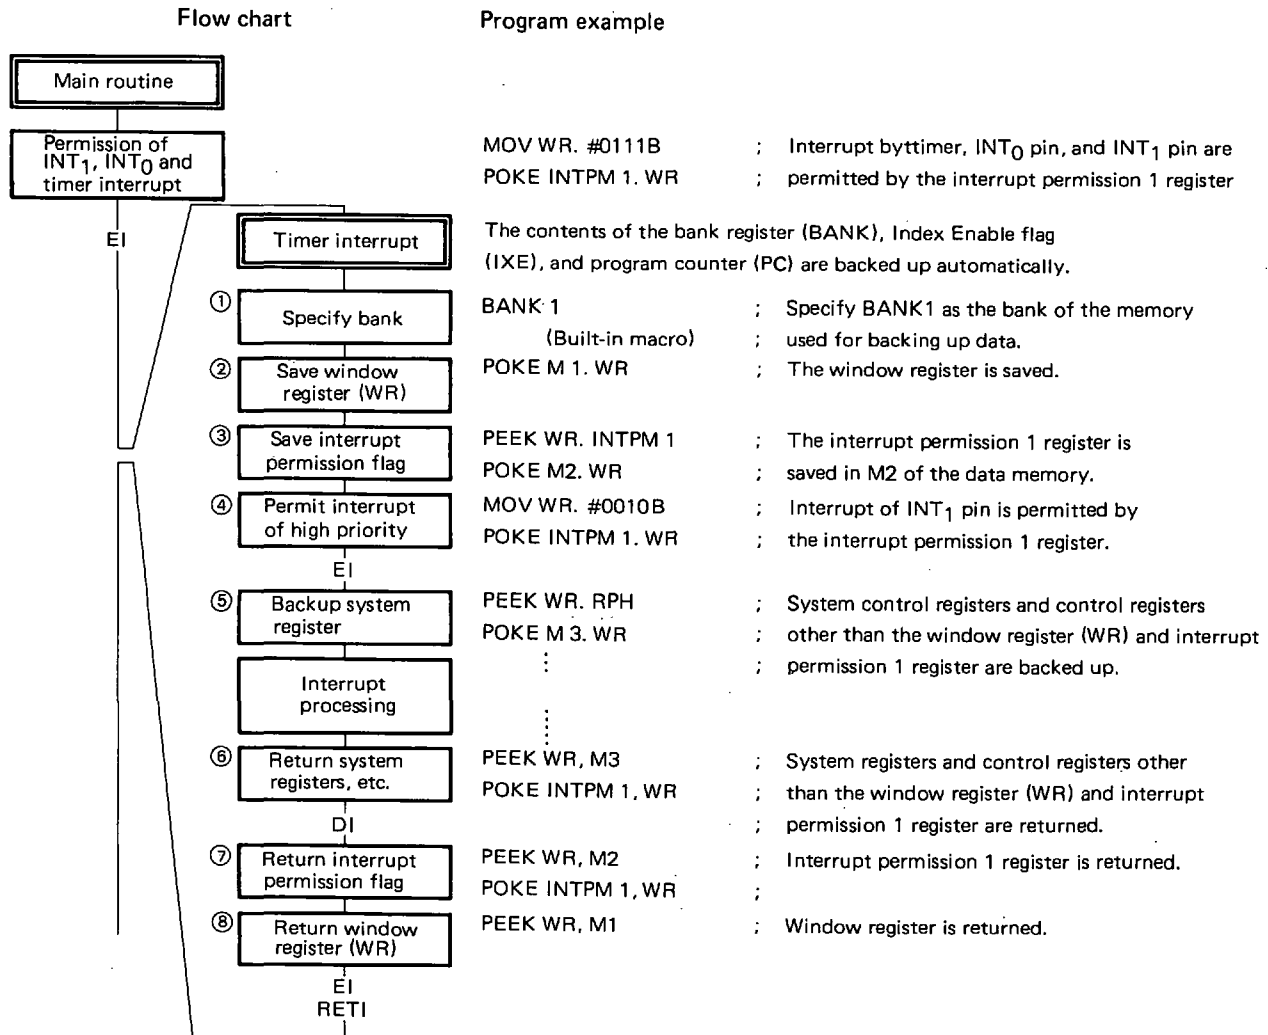 Flow chart Program example
Main routine
Permission of
INT1, INT0 and
timer interrupt
MOV WR. #0111B ; Interrupt byttimer, INT0 pin, and INT1 pin are
POKE INTPM 1. WR ; permitted by the interrupt permission 1 register
EI
Timer interrupt
The contents of the bank register (BANK), Index Enable flag
(IXE), and program counter (PC) are backed up automatically.
① Specify bank
BANK 1 ; Specify BANK1 as the bank of the memory
(Built-in macro) ; used for backing up data.
② Save window
register (WR)
POKE M 1. WR ; The window register is saved.
③ Save interrupt
permission flag
PEEK WR. INTPM 1 ; The interrupt permission 1 register is
POKE M2. WR ; saved in M2 of the data memory.
④ Permit interrupt
of high priority
MOV WR. #0010B ; Interrupt of INT1 pin is permitted by
POKE INTPM 1. WR ; the interrupt permission 1 register.
EI
⑤ Backup system
register
PEEK WR. RPH ; System control registers and control registers
POKE M 3. WR ; other than the window register (WR) and interrupt
; permission 1 register are backed up.
Interrupt
processing
⑥ Return system
registers, etc.
PEEK WR, M3 ; System registers and control registers other
POKE INTPM 1, WR ; than the window register (WR) and interrupt
; permission 1 register are returned.
DI
⑦ Return interrupt
permission flag
PEEK WR, M2 ; Interrupt permission 1 register is returned.
POKE INTPM 1, WR ;
⑧ Return window
register (WR)
PEEK WR, M1 ; Window register is returned.
EI
RETI